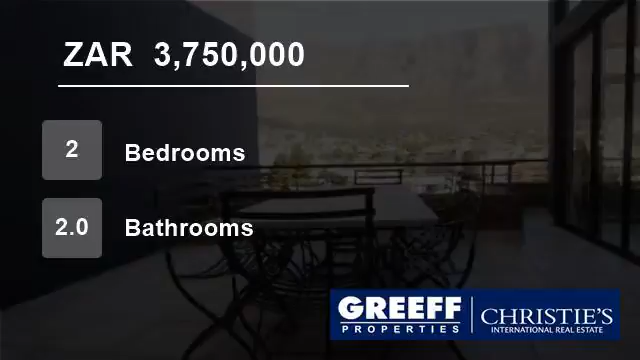 ZAR 3,750,000
2 Bedrooms
2.0 Bathrooms
GREEFF CHRISTIE'S
PROPERTIES INTERNATIONAL REAL ESTATE